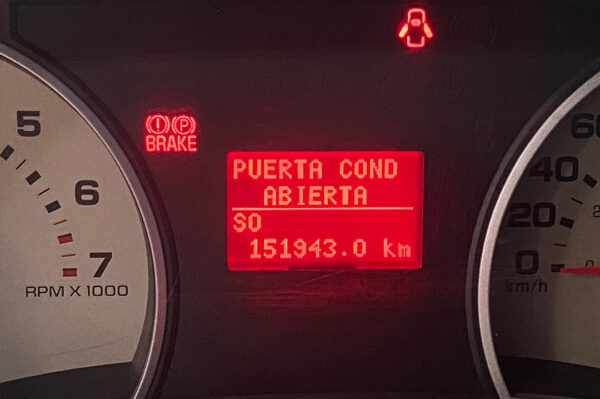 5
6
7
RPM X 1000
! P
BRAKE
PUERTA COND
ABIERTA
SO
151943.0 km
60
40
20
0
km/h